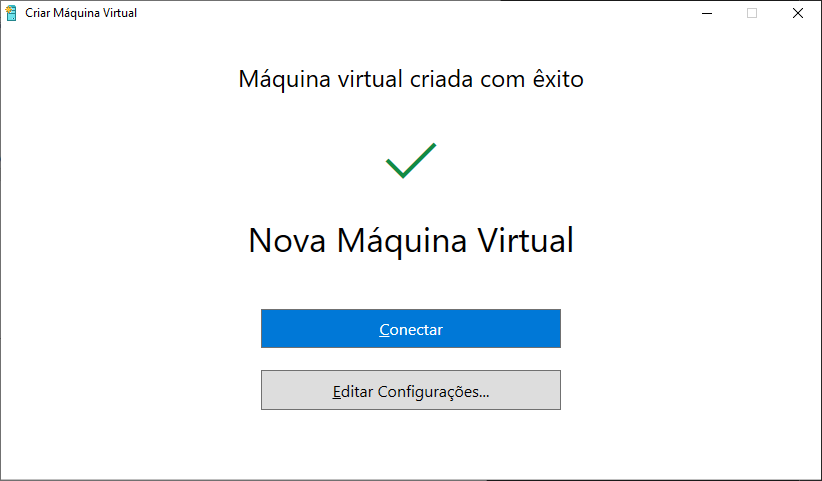 Criar Máquina Virtual
Máquina virtual criada com êxito
Nova Máquina Virtual
Conectar
Editar Configurações...